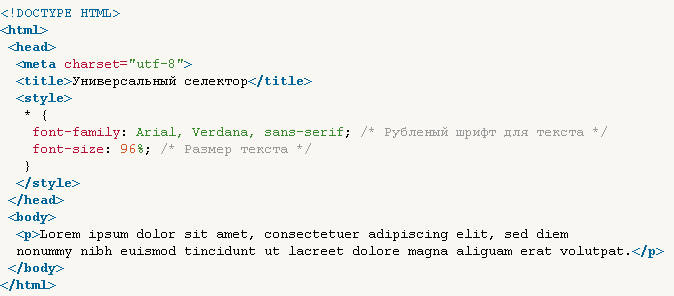 <!DOCTYPE HTML>
<html>
<head>
<meta charset="utf-8">
<title>Универсальный селектор</title>
<style>
* {
font-family: Arial, Verdana, sans-serif; /* Рубленый шрифт для текста */
font-size: 96%; /* Размер текста */
}
</style>
</head>
<body>
<p>Lorem ipsum dolor sit amet, consectetuer adipiscing elit, sed diem
nonummy nibh euismod tincidunt ut lacreet dolore magna aliguam erat volutpat.</p>
</body>
</html>